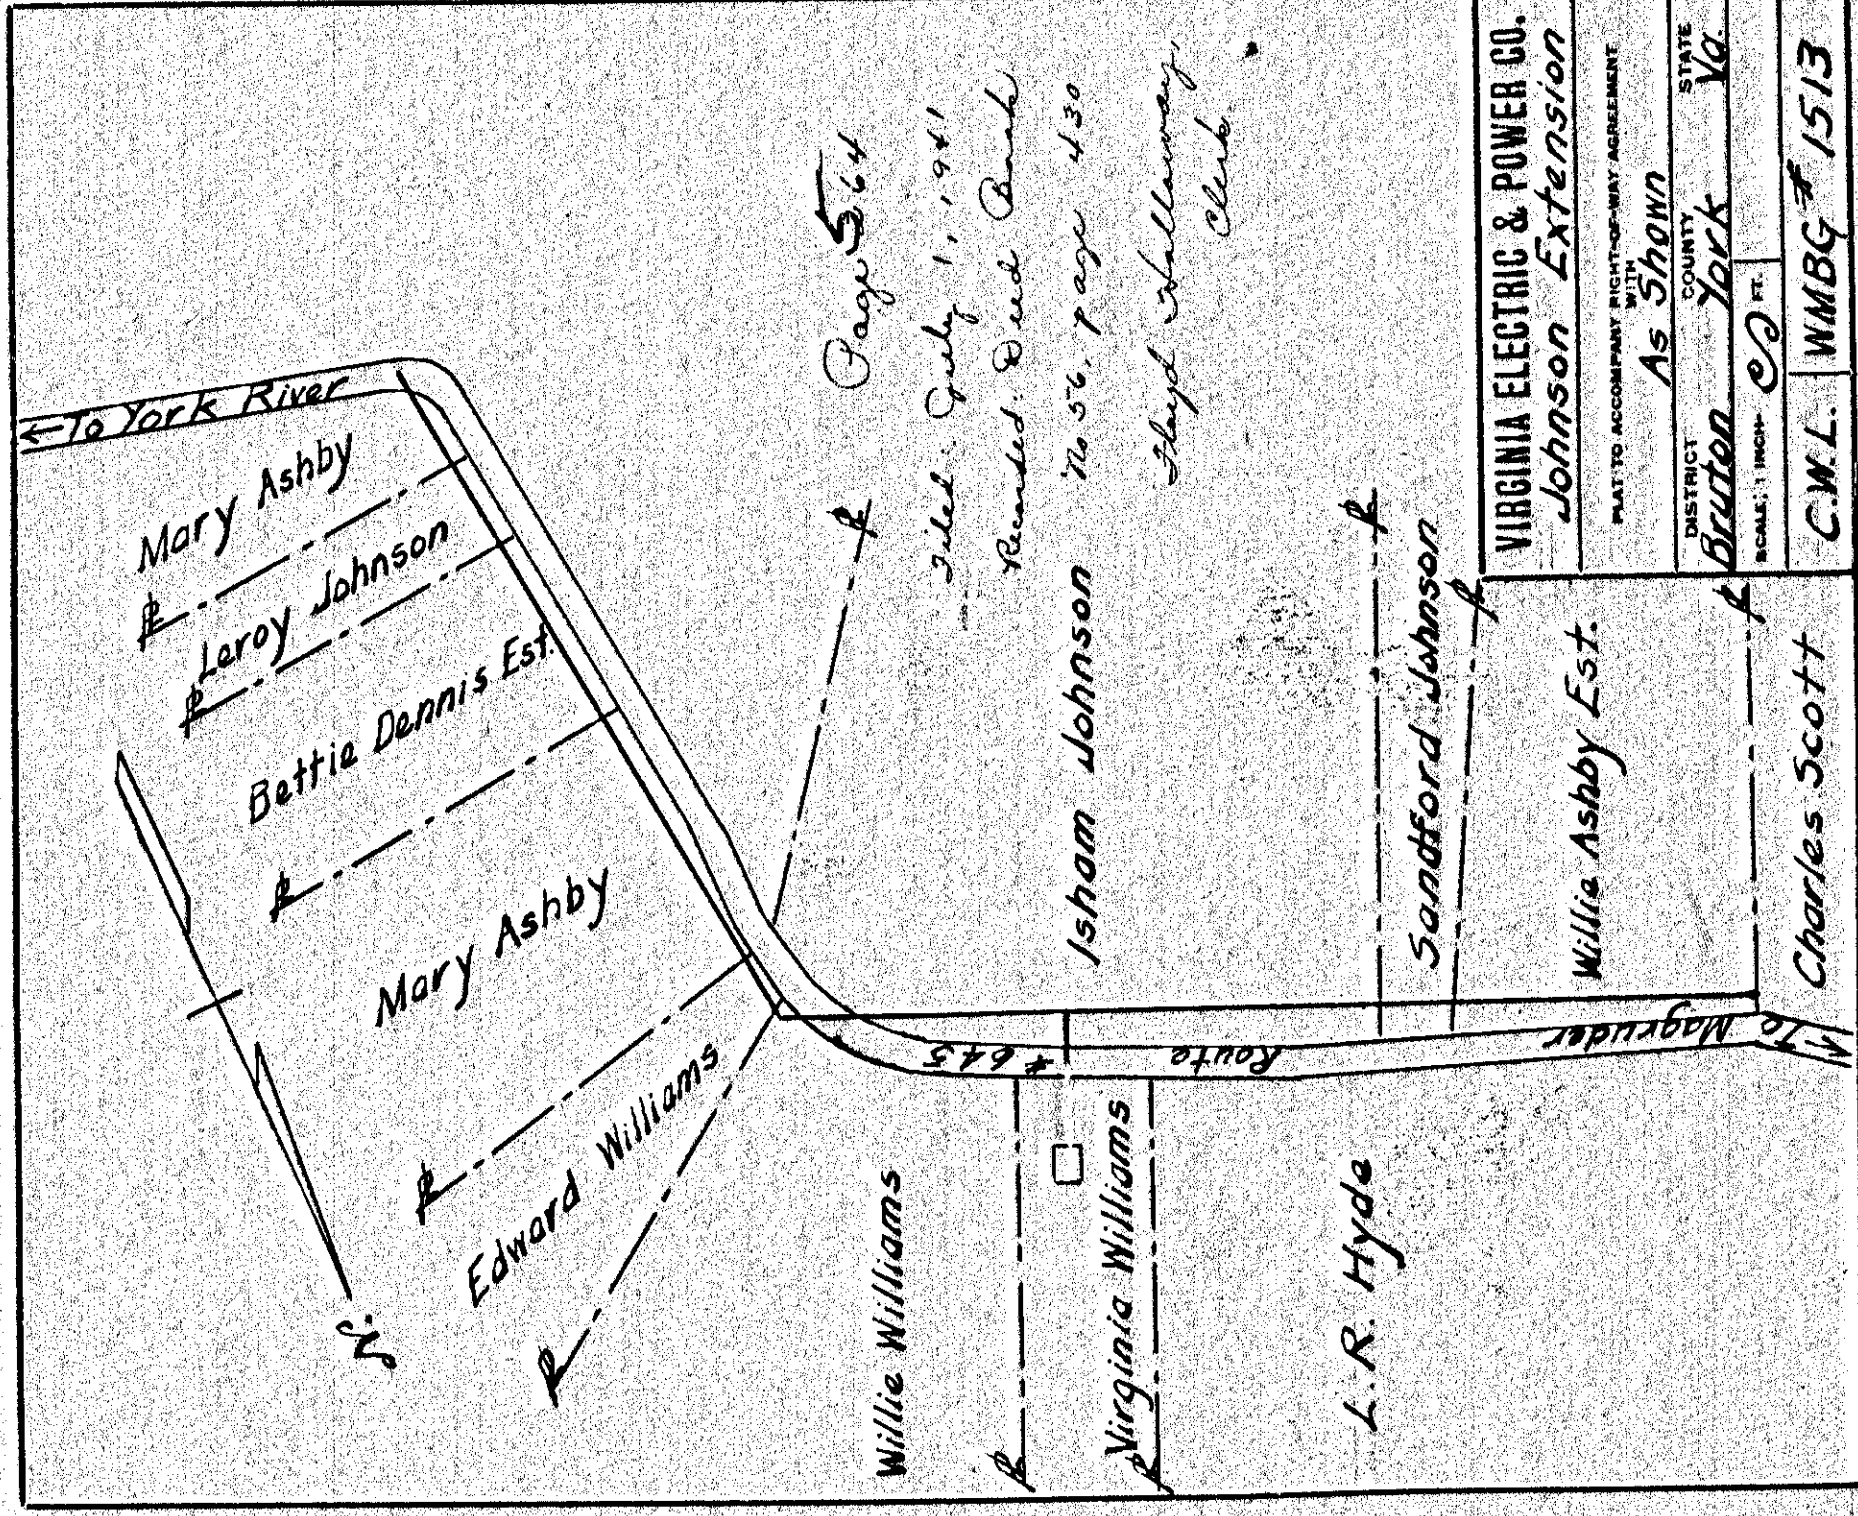 ← To York River
Mary Ashby
Leroy Johnson
Bettie Dennis Est.
Mary Ashby
Edward Williams
N.
Willie Williams
Virginia Williams
L. R. Hyde
Route #645
To Magruder
Isham Johnson
Sandford Johnson
Willie Ashby Est.
Charles Scott
Page 564
Filed: July 1, 1941
Recorded: Deed Book
No 56, page 430
Floyd Holloway,
Clerk.
VIRGINIA ELECTRIC & POWER CO.
Johnson Extension
PLAT TO ACCOMPANY RIGHT-OF-WAY AGREEMENT
WITH
As Shown
DISTRICT COUNTY STATE
Bruton York Va.
SCALE: 1 INCH= FT.
C.W.L. WMBG # 1513